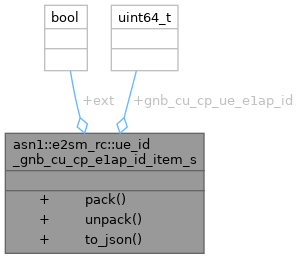 bool
uint64_t
+ext
+gnb_cu_cp_ue_e1ap_id
asn1::e2sm_rc::ue_id
_gnb_cu_cp_e1ap_id_item_s
+ pack()
+ unpack()
+ to_json()